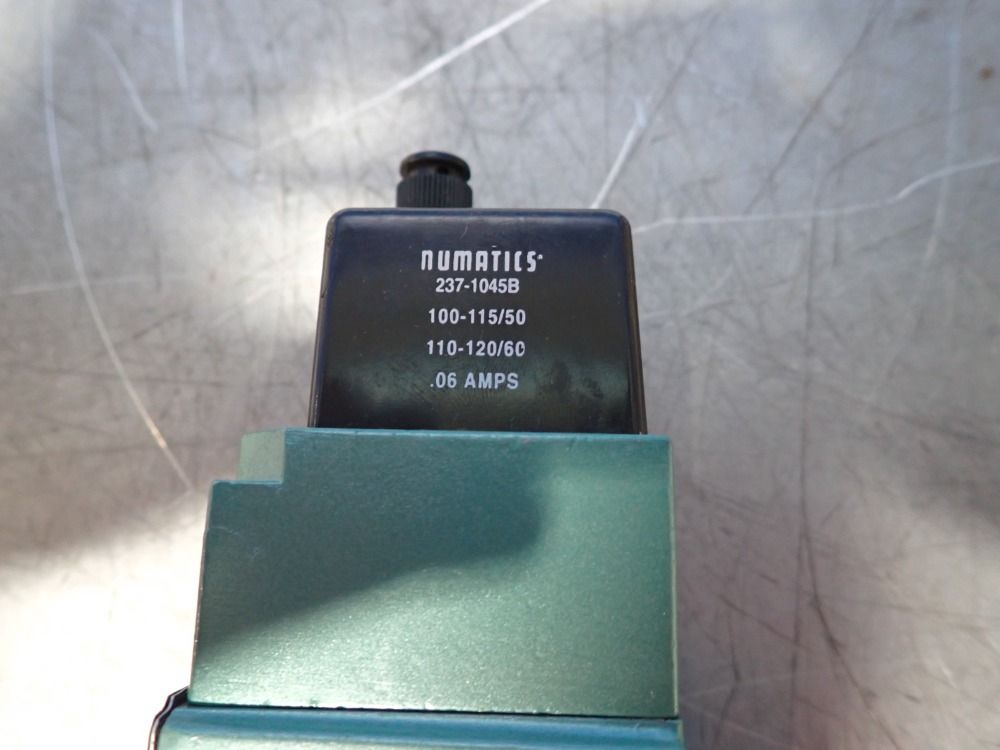 numatics
237-1045B
100-115/50
110-120/60
.06 AMPS